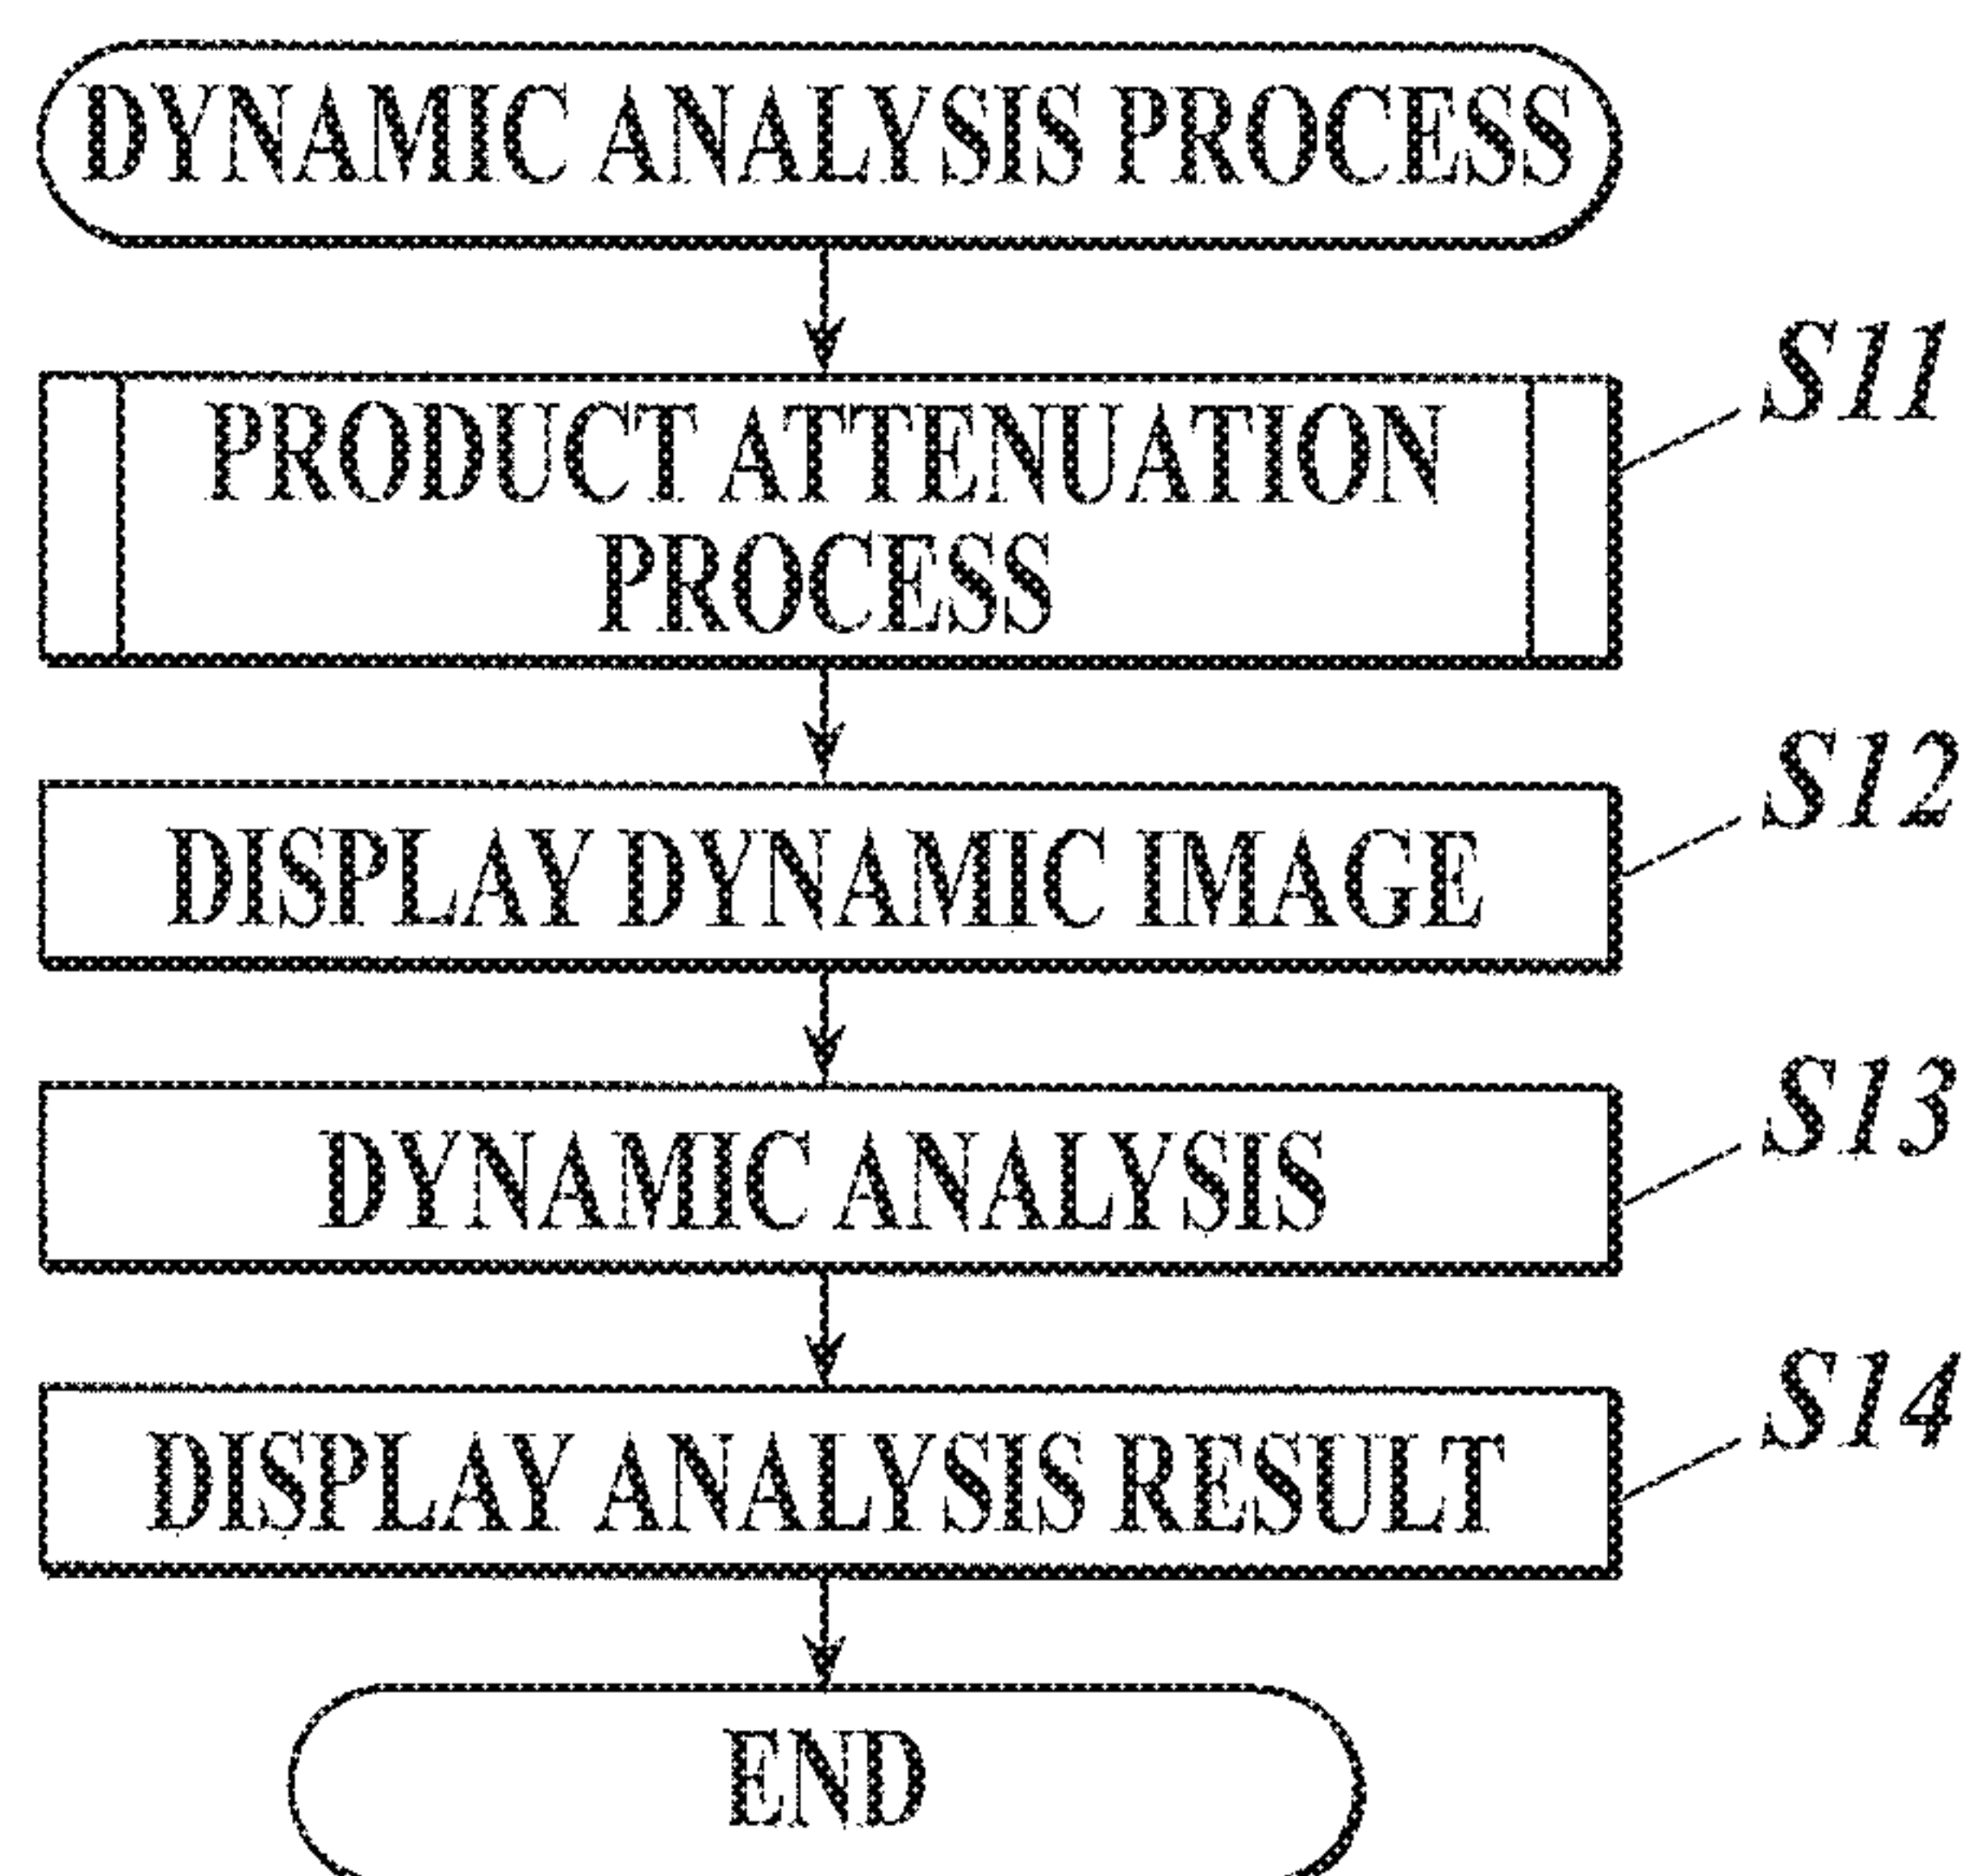 DYNAMIC ANALYSIS PROCESS
S11
PRODUCT ATTENUATION
PROCESS
S12
DISPLAY DYNAMIC IMAGE
S13
DYNAMIC ANALYSIS
S14
DISPLAY ANALYSIS RESULT
END